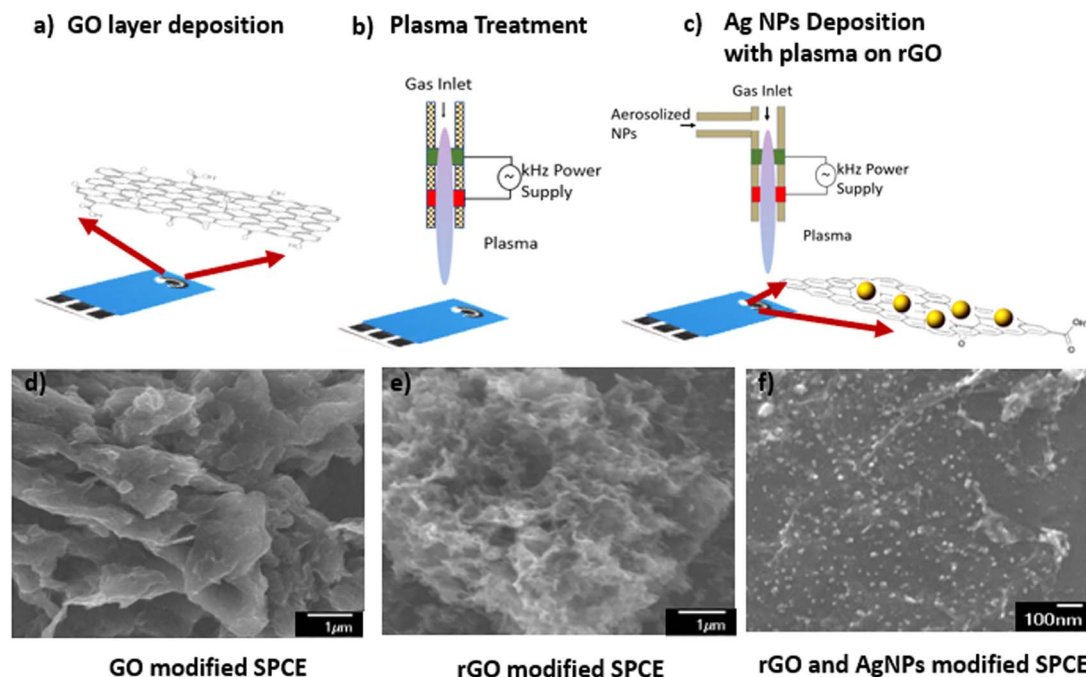 a) GO layer deposition
b) Plasma Treatment
c) Ag NPs Deposition
with plasma on rGO
Gas Inlet
kHz Power
Supply
Plasma
Gas Inlet
Aerosolized
NPs
kHz Power
Supply
Plasma
OH
O
O
d)
1μm
e)
1μm
f)
100nm
GO modified SPCE
rGO modified SPCE
rGO and AgNPs modified SPCE